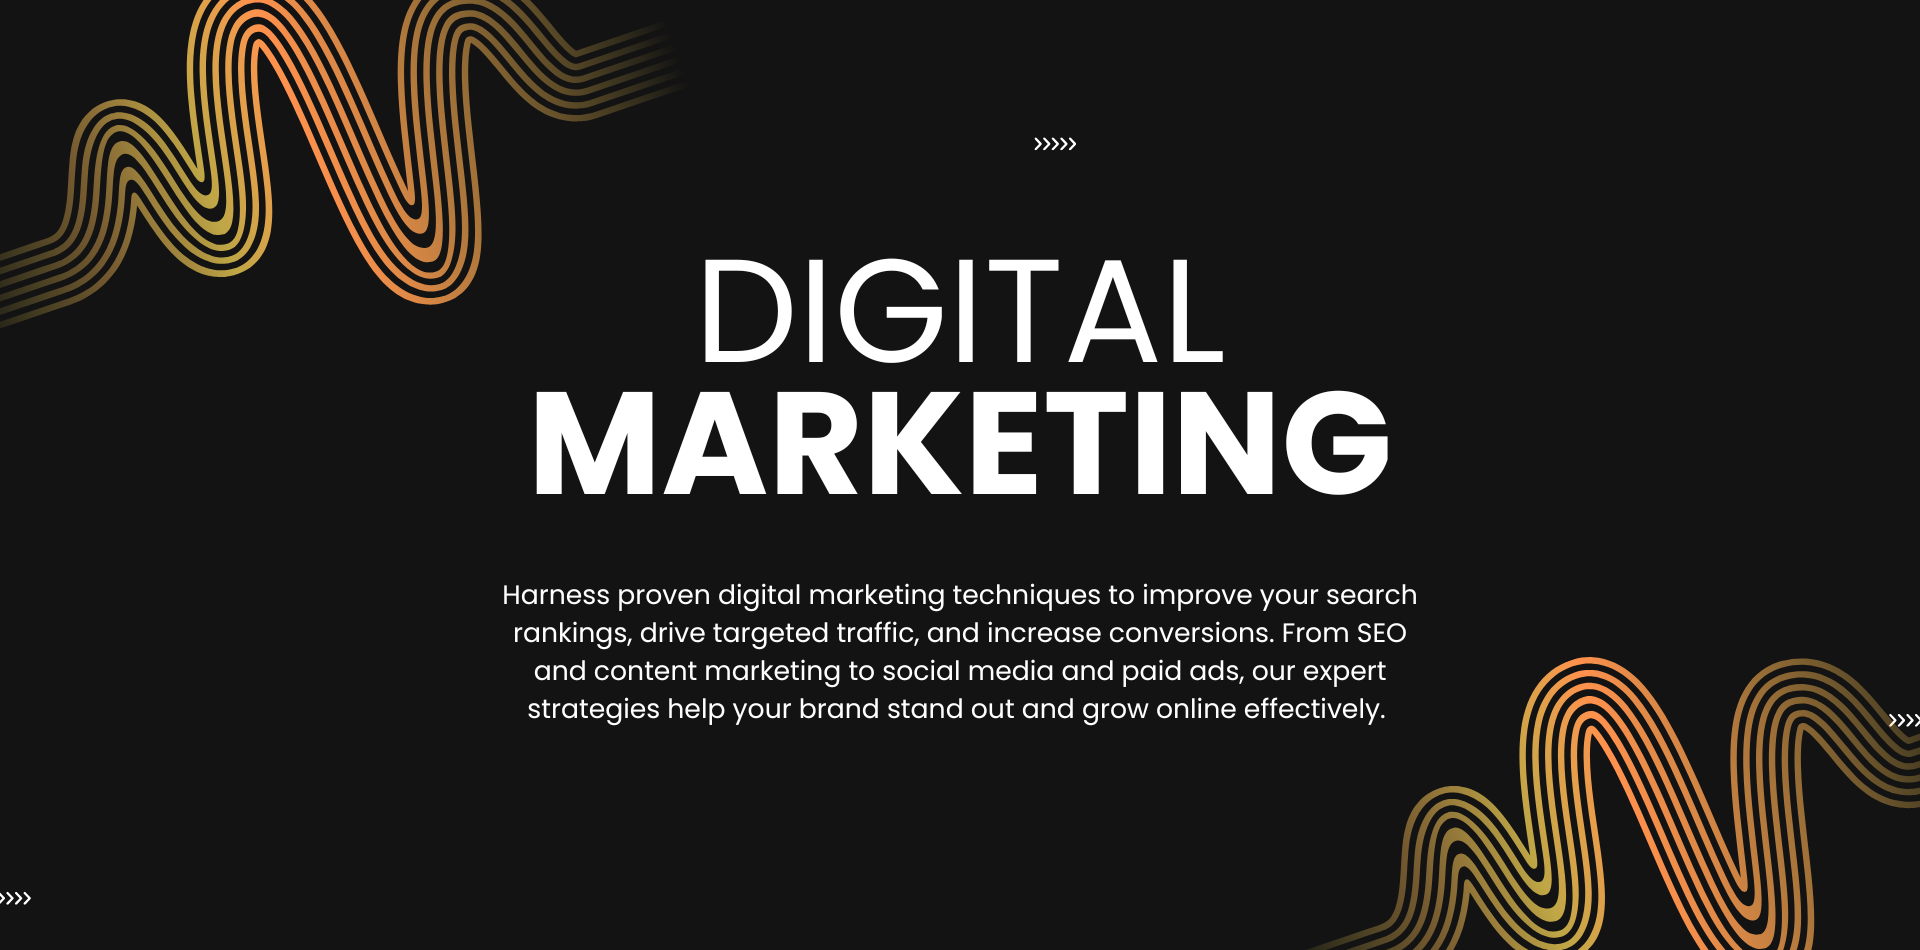 DIGITAL
MARKETING
Harness proven digital marketing techniques to improve your search
rankings, drive targeted traffic, and increase conversions. From SEO
and content marketing to social media and paid ads, our expert
strategies help your brand stand out and grow online effectively.